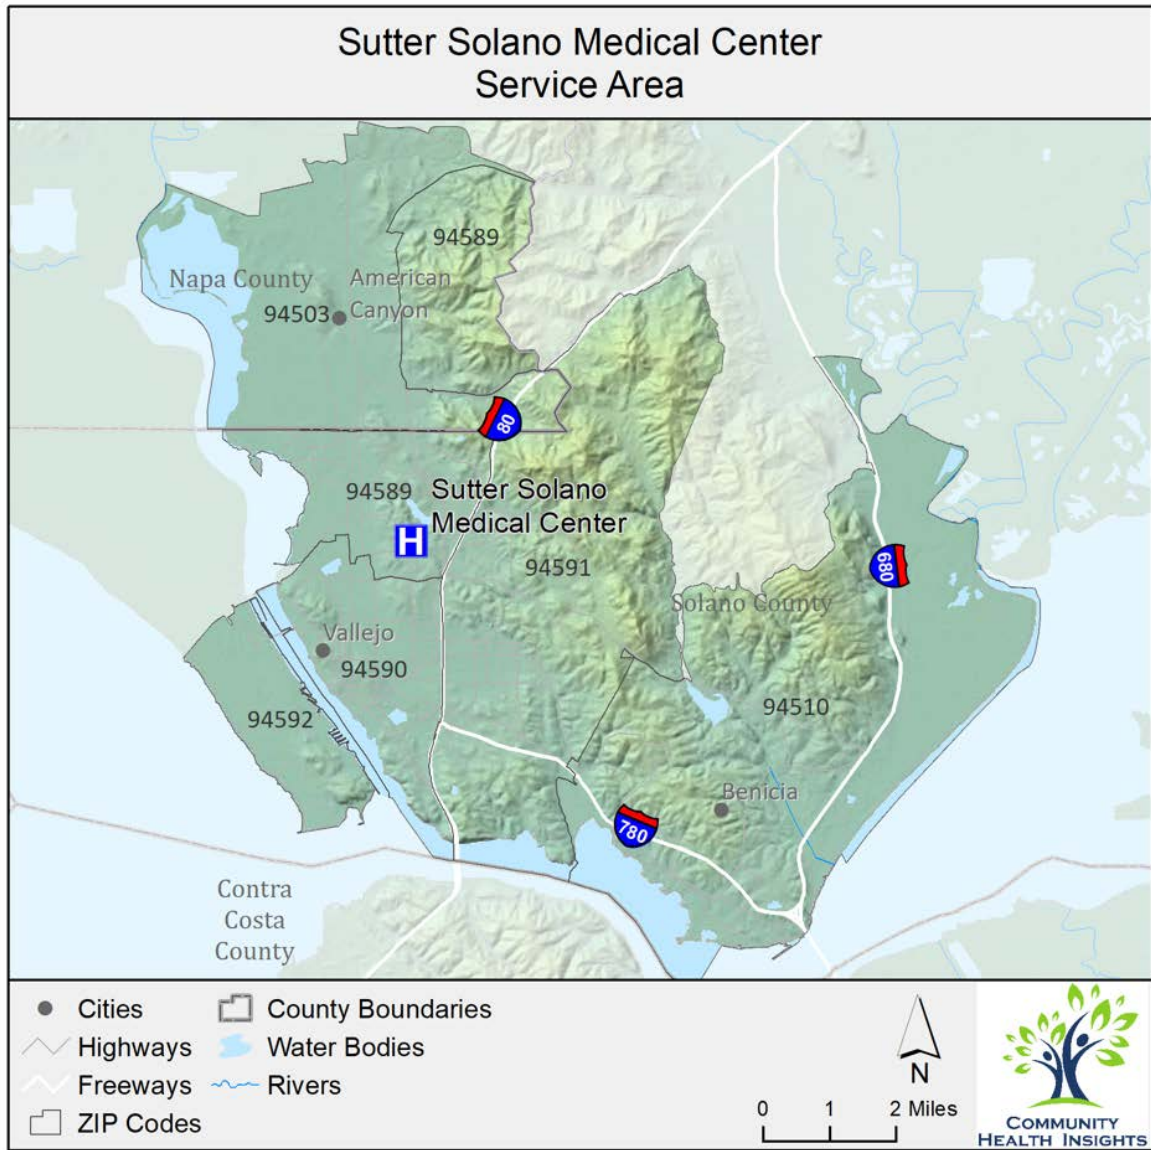 Sutter Solano Medical Center
Service Area
94589
Napa County
American
Canyon
94503
80
94589
Sutter Solano
Medical Center
H
94591
680
Solano County
Vallejo
94590
94592
94510
Benicia
780
Contra
Costa
County
Cities
County Boundaries
Highways
Water Bodies
Freeways
Rivers
ZIP Codes
N
0 1 2 Miles
COMMUNITY
HEALTH INSIGHTS